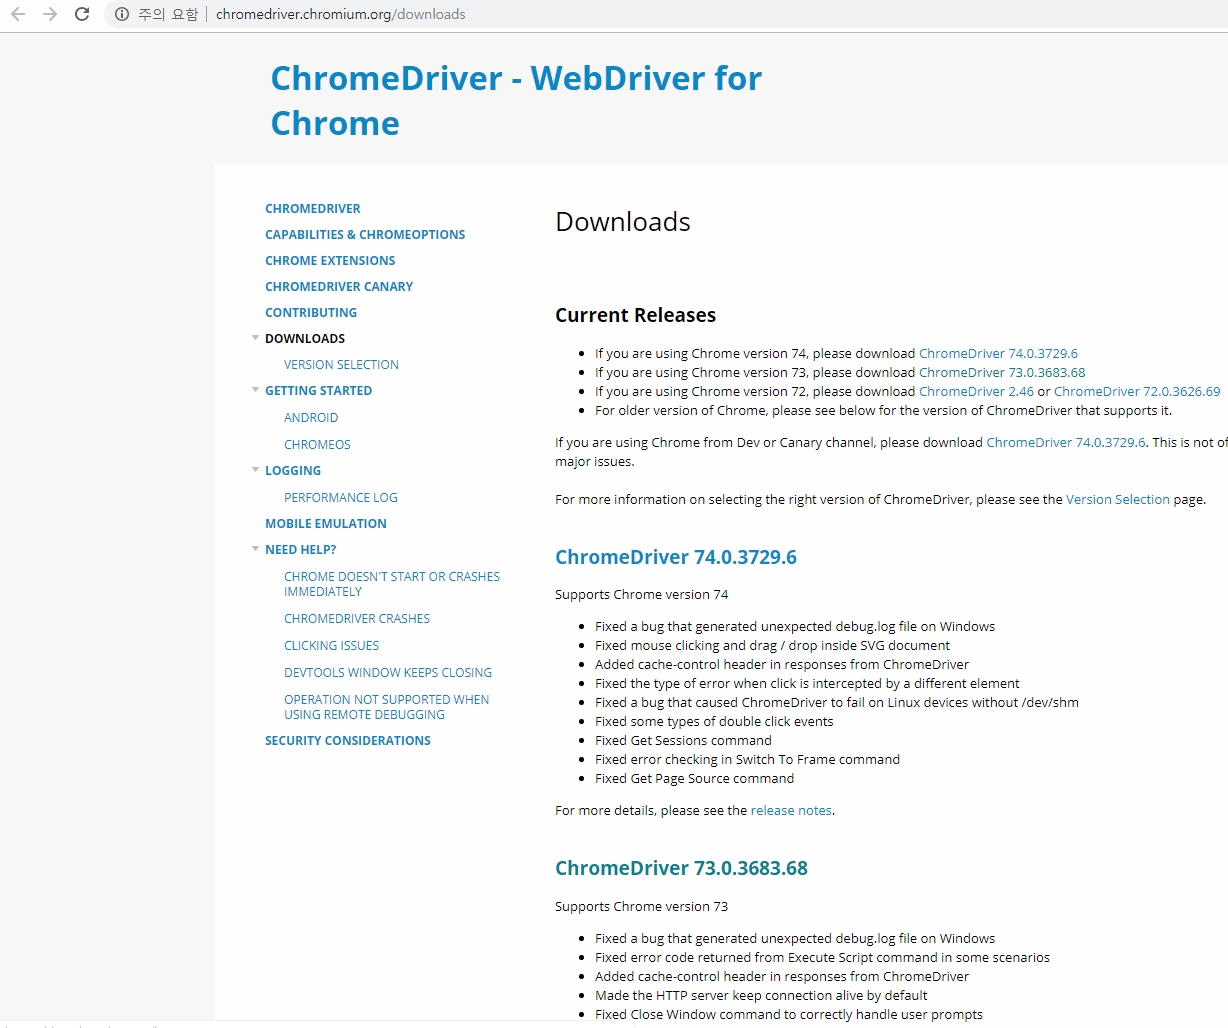 주의 요함 chromedriver.chromium.org/downloads
ChromeDriver - WebDriver for
Chrome
CHROMEDRIVER
CAPABILITIES & CHROMEOPTIONS
CHROME EXTENSIONS
CHROMEDRIVER CANARY
CONTRIBUTING
DOWNLOADS
VERSION SELECTION
GETTING STARTED
ANDROID
CHROMEOS
LOGGING
PERFORMANCE LOG
MOBILE EMULATION
NEED HELP?
CHROME DOESN'T START OR CRASHES
IMMEDIATELY
CHROMEDRIVER CRASHES
CLICKING ISSUES
DEVTOOLS WINDOW KEEPS CLOSING
OPERATION NOT SUPPORTED WHEN
USING REMOTE DEBUGGING
SECURITY CONSIDERATIONS
Downloads
Current Releases
If you are using Chrome version 74, please download ChromeDriver 74.0.3729.6
If you are using Chrome version 73, please download ChromeDriver 73.0.3683.68
If you are using Chrome version 72, please download ChromeDriver 2.46 or ChromeDriver 72.0.3626.69
For older version of Chrome, please see below for the version of ChromeDriver that supports it.
If you are using Chrome from Dev or Canary channel, please download ChromeDriver 74.0.3729.6. This is not of
major issues.
For more information on selecting the right version of ChromeDriver, please see the Version Selection page.
ChromeDriver 74.0.3729.6
Supports Chrome version 74
Fixed a bug that generated unexpected debug.log file on Windows
Fixed mouse clicking and drag / drop inside SVG document
Added cache-control header in responses from ChromeDriver
Fixed the type of error when click is intercepted by a different element
Fixed a bug that caused ChromeDriver to fail on Linux devices without /dev/shm
Fixed some types of double click events
Fixed Get Sessions command
Fixed error checking in Switch To Frame command
Fixed Get Page Source command
For more details, please see the release notes.
ChromeDriver 73.0.3683.68
Supports Chrome version 73
Fixed a bug that generated unexpected debug.log file on Windows
Fixed error code returned from Execute Script command in some scenarios
Added cache-control header in responses from ChromeDriver
Made the HTTP server keep connection alive by default
Fixed Close Window command to correctly handle user prompts